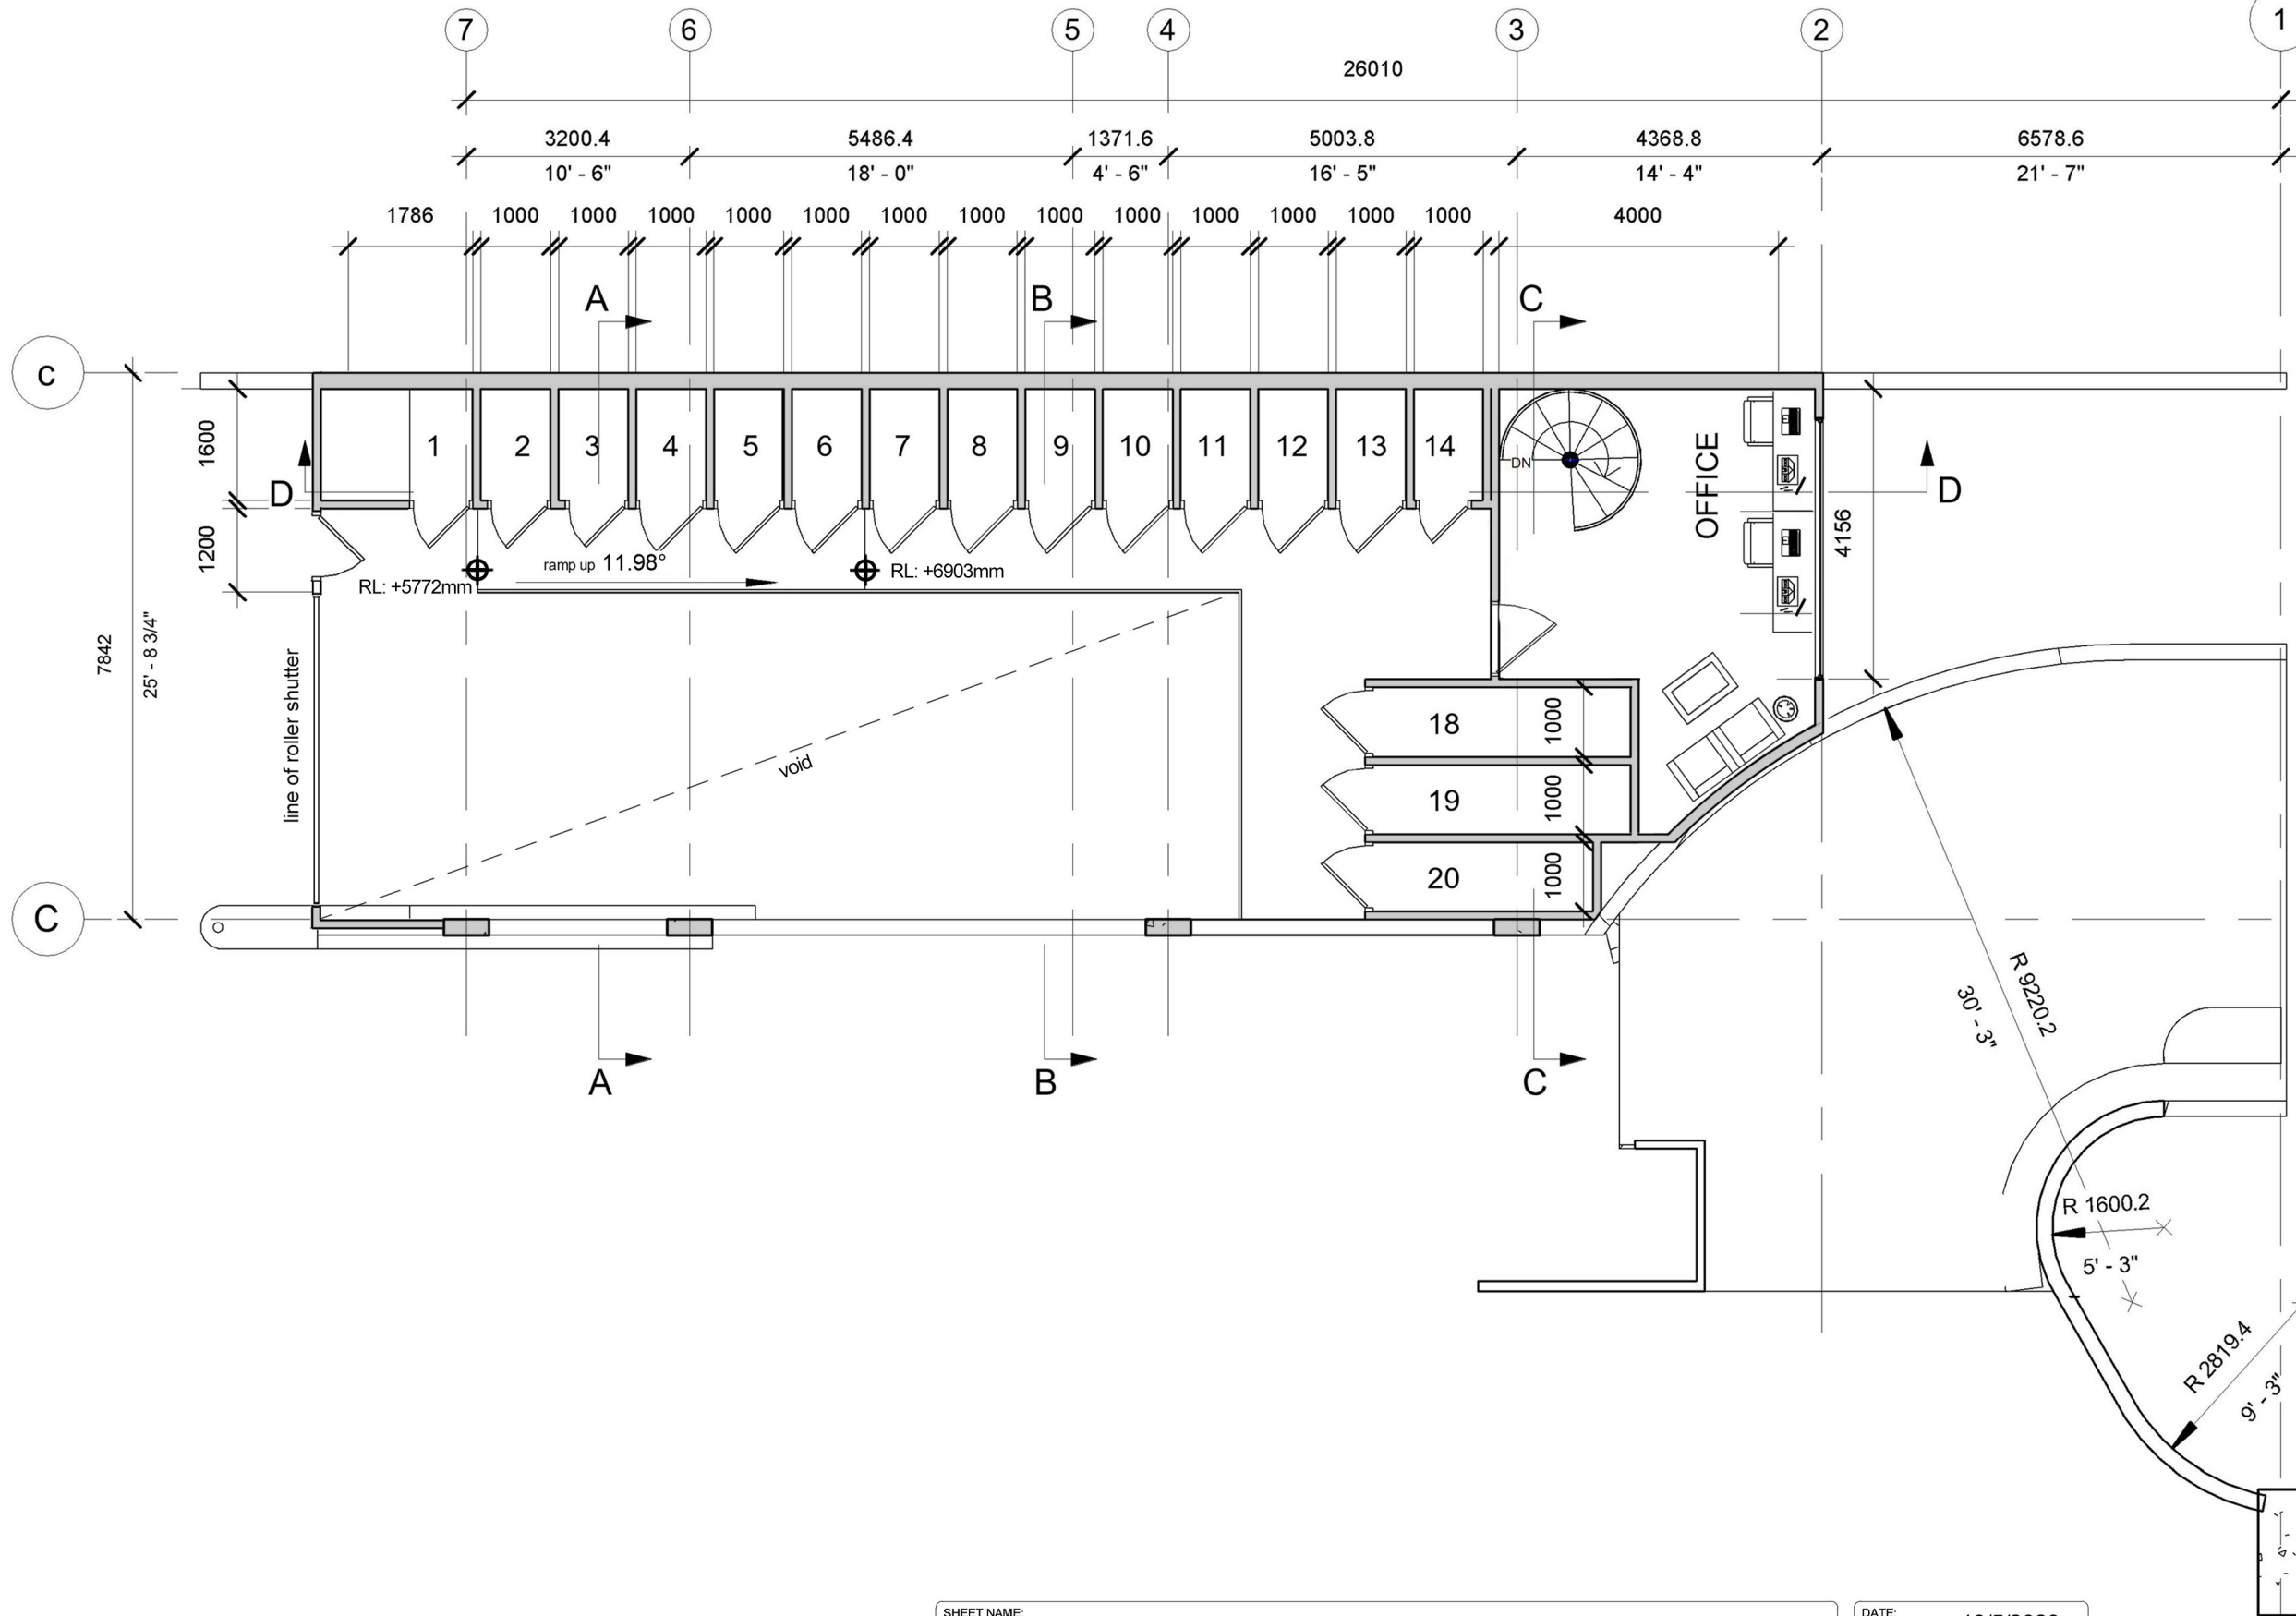 7 6 5 4 3 2 1
26010
3200.4 5486.4 1371.6 5003.8 4368.8 6578.6
10' - 6" 18' - 0" 4' - 6" 16' - 5" 14' - 4" 21' - 7"
1786 1000 1000 1000 1000 1000 1000 1000 1000 1000 1000 1000 1000 1000 4000
A B C
c
1600
1 2 3 4 5 6 7 8 9 10 11 12 13 14
DN
OFFICE
D D
1200
4156
ramp up 11.98°
RL: +5772mm
RL: +6903mm
7842
25' - 8 3/4"
line of roller shutter
void
18 1000
19 1000
20 1000
C
R 9220.2
30' - 3"
A B C
R 1600.2
5' - 3"
R 2819.4
9' - 3"
SHEET NAME:
DATE: